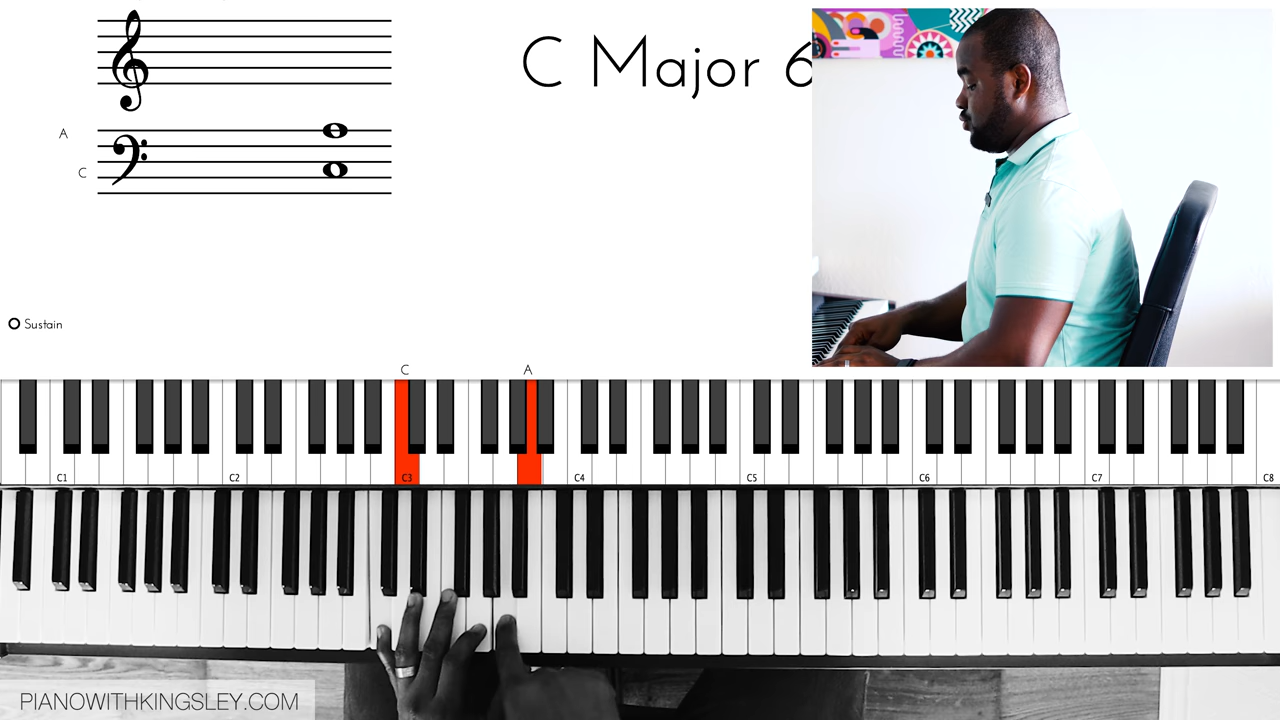 C Major 6
A
C
Sustain
C A
C1 C2 C3 C4 C5 C6 C7 C8
PIANOWITHKINGSLEY.COM